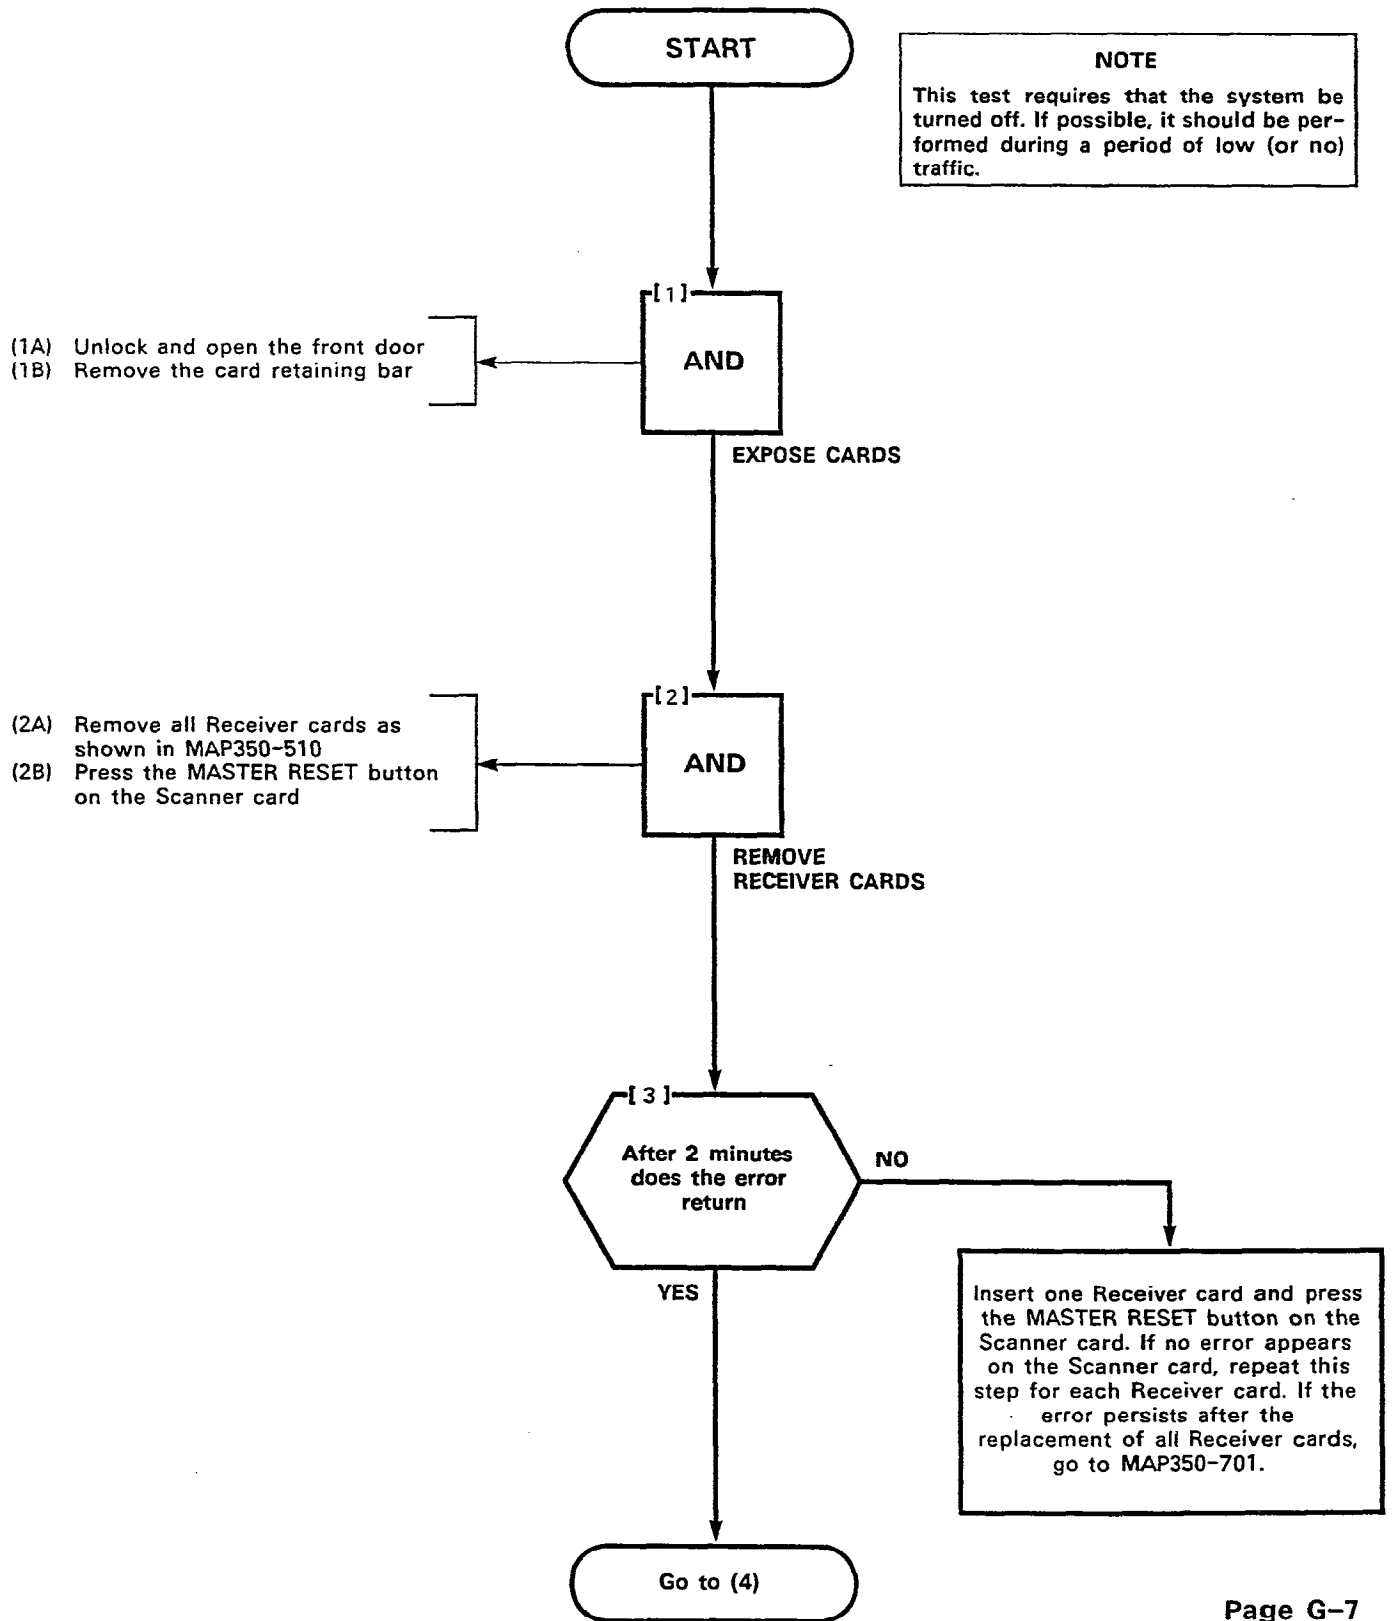 START
NOTE
This test requires that the system be
turned off. If possible, it should be per-
formed during a period of low (or no)
traffic.
[1]
AND
(1A) Unlock and open the front door
(1B) Remove the card retaining bar
EXPOSE CARDS
[2]
AND
(2A) Remove all Receiver cards as
shown in MAP350-510
(2B) Press the MASTER RESET button
on the Scanner card
REMOVE
RECEIVER CARDS
[3]
After 2 minutes
does the error
return
NO
YES
Insert one Receiver card and press
the MASTER RESET button on the
Scanner card. If no error appears
on the Scanner card, repeat this
step for each Receiver card. If the
error persists after the
replacement of all Receiver cards,
go to MAP350-701.
Go to (4)
Page G-7